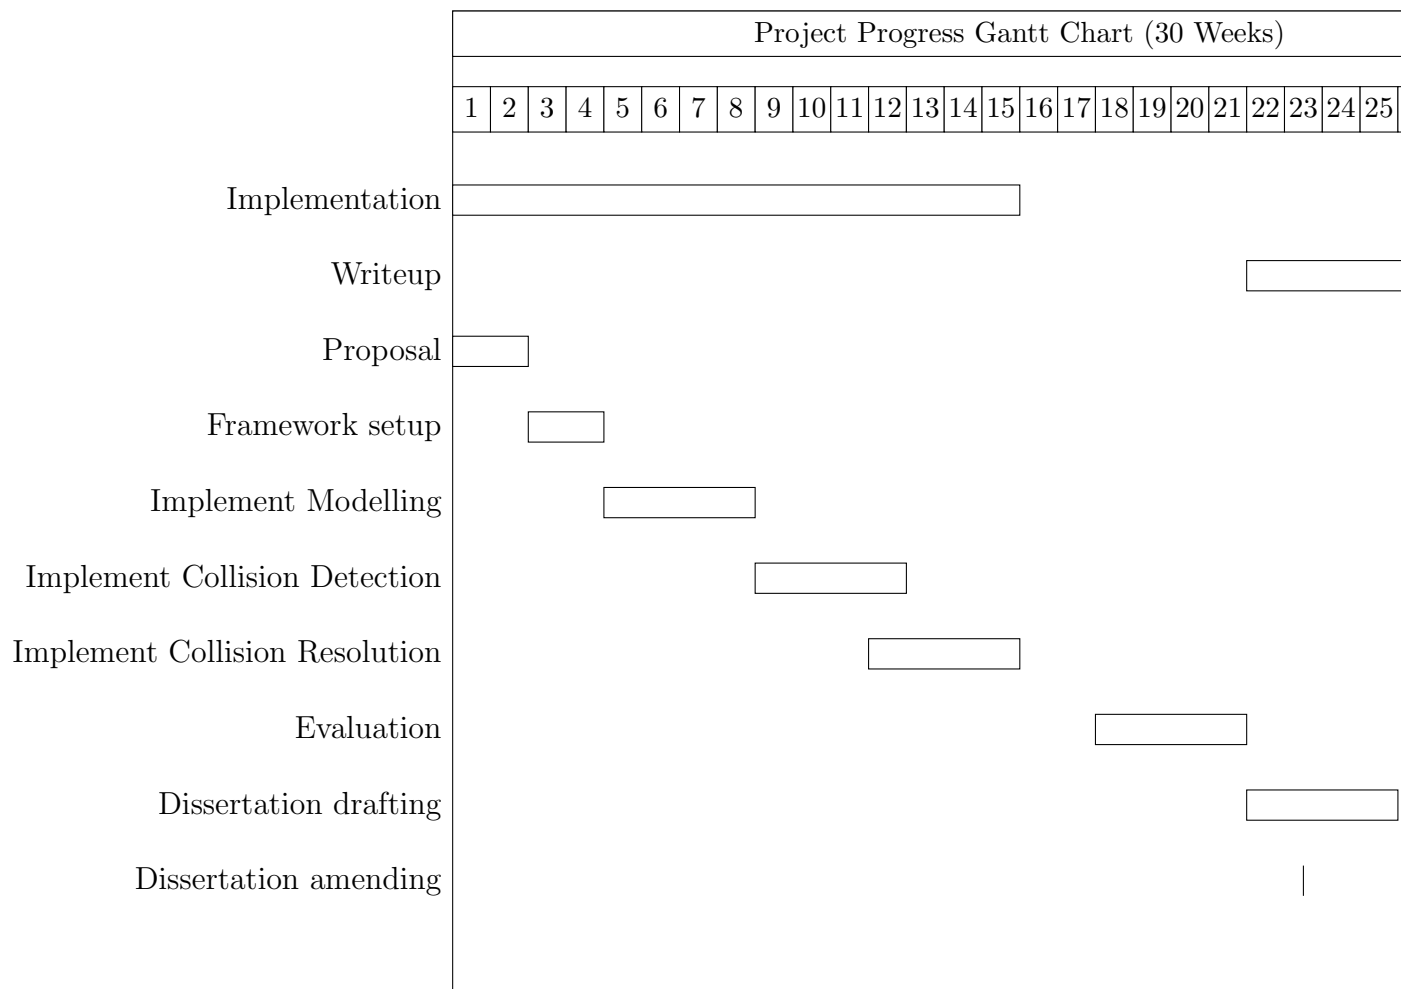 Project Progress Gantt Chart (30 Weeks)
1 2 3 4 5 6 7 8 9 10 11 12 13 14 15 16 17 18 19 20 21 22 23 24 25
Implementation
Writeup
Proposal
Framework setup
Implement Modelling
Implement Collision Detection
Implement Collision Resolution
Evaluation
Dissertation drafting
Dissertation amending